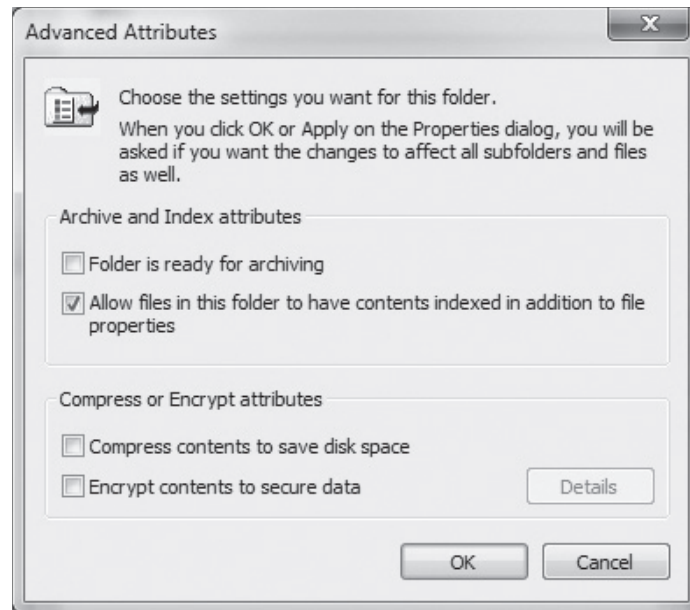 Advanced Attributes
Choose the settings you want for this folder.
When you click OK or Apply on the Properties dialog, you will be
asked if you want the changes to affect all subfolders and files
as well.
Archive and Index attributes
Folder is ready for archiving
Allow files in this folder to have contents indexed in addition to file
properties
Compress or Encrypt attributes
Compress contents to save disk space
Encrypt contents to secure data
Details
OK
Cancel